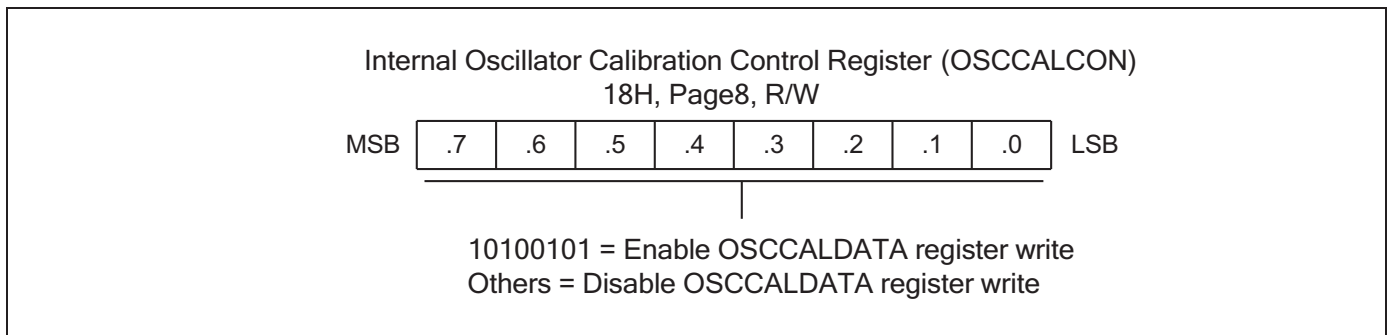 Internal Oscillator Calibration Control Register (OSCCALCON)
18H, Page8, R/W
MSB .7 .6 .5 .4 .3 .2 .1 .0 LSB
10100101 = Enable OSCCALDATA register write
Others = Disable OSCCALDATA register write